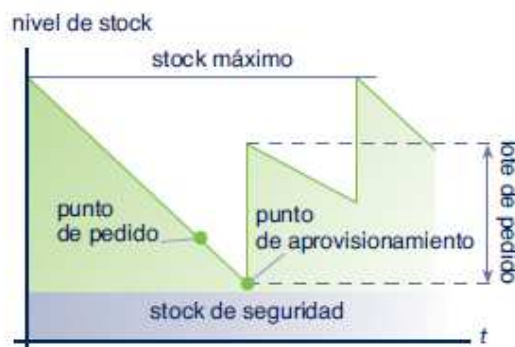 nivel de stock
stock máximo
punto
de pedido
punto
de aprovisionamiento
lote de pedido
stock de seguridad
t